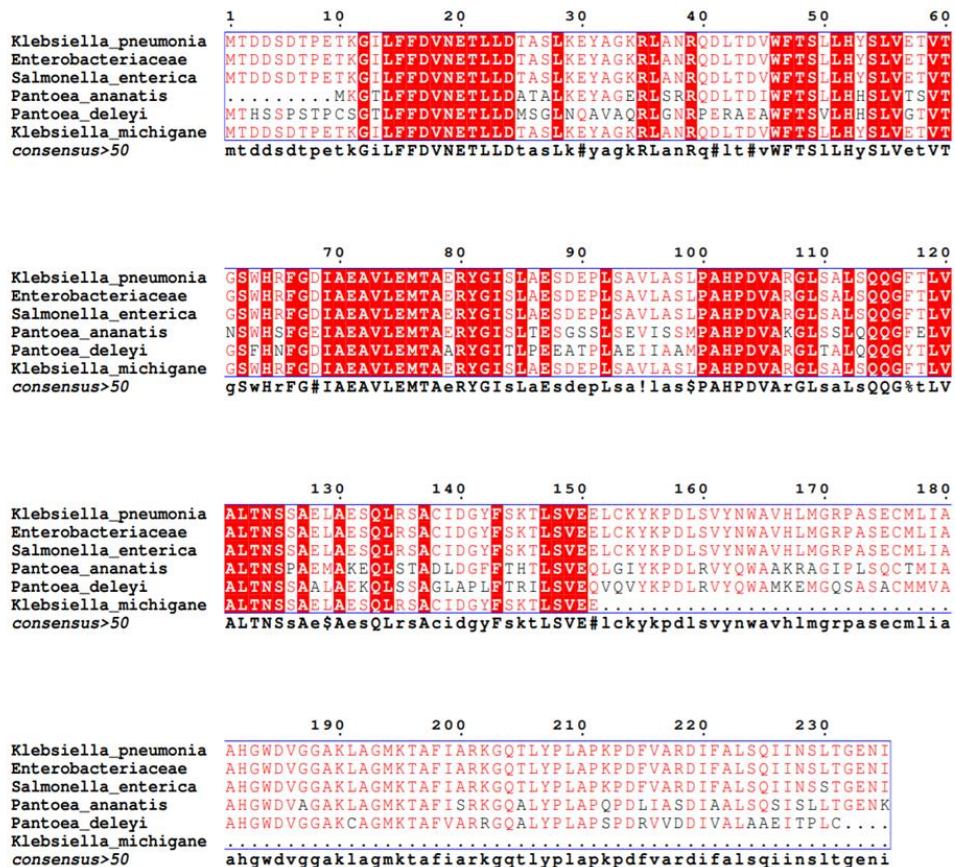 1 10 20 30 40 50 60
Klebsiella_pneumonia MTDDSDTPETKGILFFDVNETLLDTASLKEYAGKRLANRQDLTDVWFTSLLHYSLVETVT
Enterobacteriaceae MTDDSDTPETKGILFFDVNETLLDTASLKEYAGKRLANRQDLTDVWFTSLLHYSLVETVT
Salmonella_enterica MTDDSDTPETKGILFFDVNETLLDTASLKEYAGKRLANRQDLTDVWFTSLLHYSLVETVT
Pantoea_ananatis .........MKGTLFFDVNETLLDATALKEYAGERLSRRQDLTDIWFTSLLHHSLVTSVT
Pantoea_deleyi MTHSSPSTPCSGTLFFDVNETLLDMSGLNQAVAQRLGNRPERAEAWFTSVLHHSLVGTVT
Klebsiella_michigane MTDDSDTPETKGILFFDVNETLLDTASLKEYAGKRLANRQDLTDVWFTSLLHYSLVETVT
consensus>50 mtddsdtpetkGiLFFDVNETLLDtasLk#yagkRLanRq#lt#vWFTSlLHySLVetVT
70 80 90 100 110 120
Klebsiella_pneumonia GSWHRFGDIAEAVLEMTAERYGISLAESDEPLSAVLASLPAHPDVARGLSALSQQGFTLV
Enterobacteriaceae GSWHRFGDIAEAVLEMTAERYGISLAESDEPLSAVLASLPAHPDVARGLSALSQQGFTLV
Salmonella_enterica GSWHRFGDIAEAVLEMTAERYGISLAESDEPLSAVLASLPAHPDVARGLSALSQQGFTLV
Pantoea_ananatis NSWHSFGEIAEAVLEMTAERYGISLTESGSSLSEVISSMPAHPDVAKGLSSLQQQGFELV
Pantoea_deleyi GSFHNFGDIAEAVLEMTAARYGITLPEEATPLAEIIAAMPAHPDVARGLTALQQQGYTLV
Klebsiella_michigane GSWHRFGDIAEAVLEMTAERYGISLAESDEPLSAVLASLPAHPDVARGLSALSQQGFTLV
consensus>50 gSwHrFG#IAEAVLEMTAeRYGIsLaEsdepLsa!las$PAHPDVArGLsaLsQQG%tLV
130 140 150 160 170 180
Klebsiella_pneumonia ALTNSSAELAESQLRSACIDGYFSKTLSVEELCKYKPDLSVYNWAVHLMGRPASECMLIA
Enterobacteriaceae ALTNSSAELAESQLRSACIDGYFSKTLSVEELCKYKPDLSVYNWAVHLMGRPASECMLIA
Salmonella_enterica ALTNSSAELAESQLRSACIDGYFSKTLSVEELCKYKPDLSVYNWAVHLMGRPASECMLIA
Pantoea_ananatis ALTNSPAEMAKEQLSTADLDGFFTHTLSVEQLGIYKPDLRVYQWAAKRAGIPLSQCTMIA
Pantoea_deleyi ALTNSSAALAEKQLSSAGLAPLFTRILSVEQVQVYKPDLRVYQWAMKEMGQSASACMMVA
Klebsiella_michigane ALTNSSAELAESQLRSACIDGYFSKTLSVEE.............................
consensus>50 ALTNSsAe$AesQLrsAcidgyFsktLSVE#lckykpdlsvynwavhlmgrpasecmlia
190 200 210 220 230
Klebsiella_pneumonia AHGWDVGGAKLAGMKTAFIARKGQTLYPLAPKPDFVARDIFALSQIINSLTGENI
Enterobacteriaceae AHGWDVGGAKLAGMKTAFIARKGQTLYPLAPKPDFVARDIFALSQIINSLTGENI
Salmonella_enterica AHGWDVGGAKLAGMKTAFIARKGQTLYPLAPKPDFVARDIFALSQIINSSTGENI
Pantoea_ananatis AHGWDVAGAKLAGMKTAFISRKGQALYPLAPQPDLIASDIAALSQSISLLTGENK
Pantoea_deleyi AHGWDVGGAKCAGMKTAFVARRGQALYPLAPSPDRVVDDIVALAAEITPLC....
Klebsiella_michigane .......................................................
consensus>50 ahgwdvggaklagmktafiarkgqtlyplapkpdfvardifalsqiinsltgeni